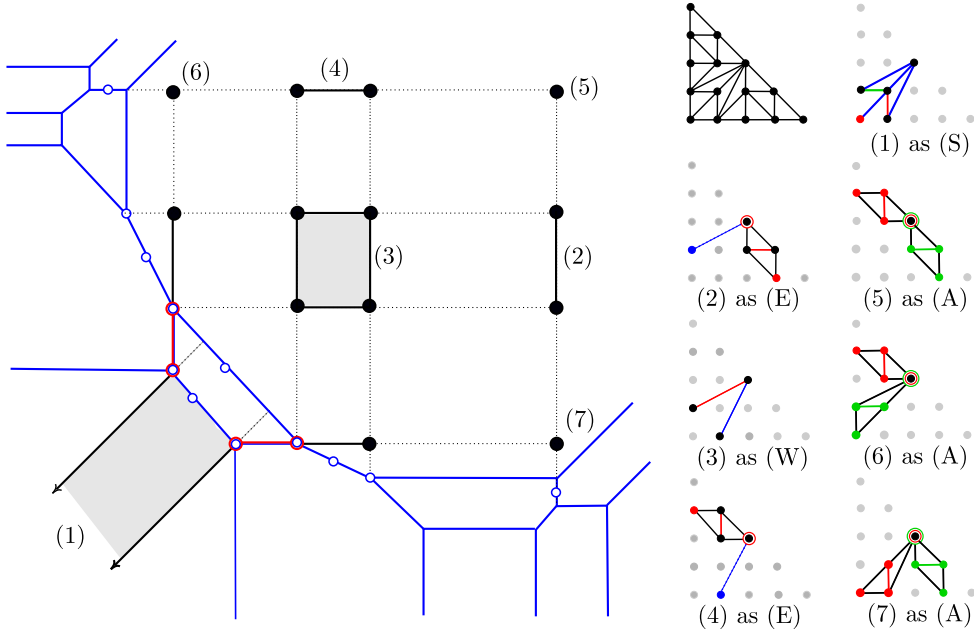 (6)
(4)
(5)
(3)
(2)
(7)
(1)
(1) as (S)
(2) as (E)
(5) as (A)
(3) as (W)
(6) as (A)
(4) as (E)
(7) as (A)